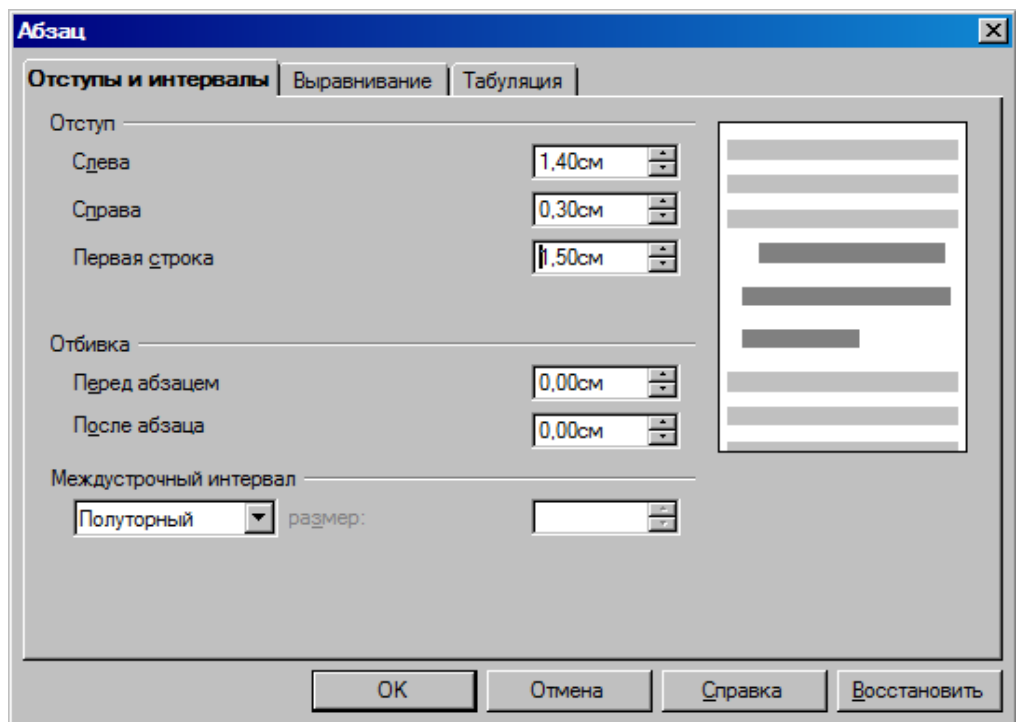 Абзац
Отступы и интервалы Выравнивание Табуляция
Отступ
Слева 1,40см
Справа 0,30см
Первая строка 1,50см
Отбивка
Перед абзацем 0,00см
После абзаца 0,00см
Междустрочный интервал
Полуторный размер:
OK Отмена Справка Восстановить